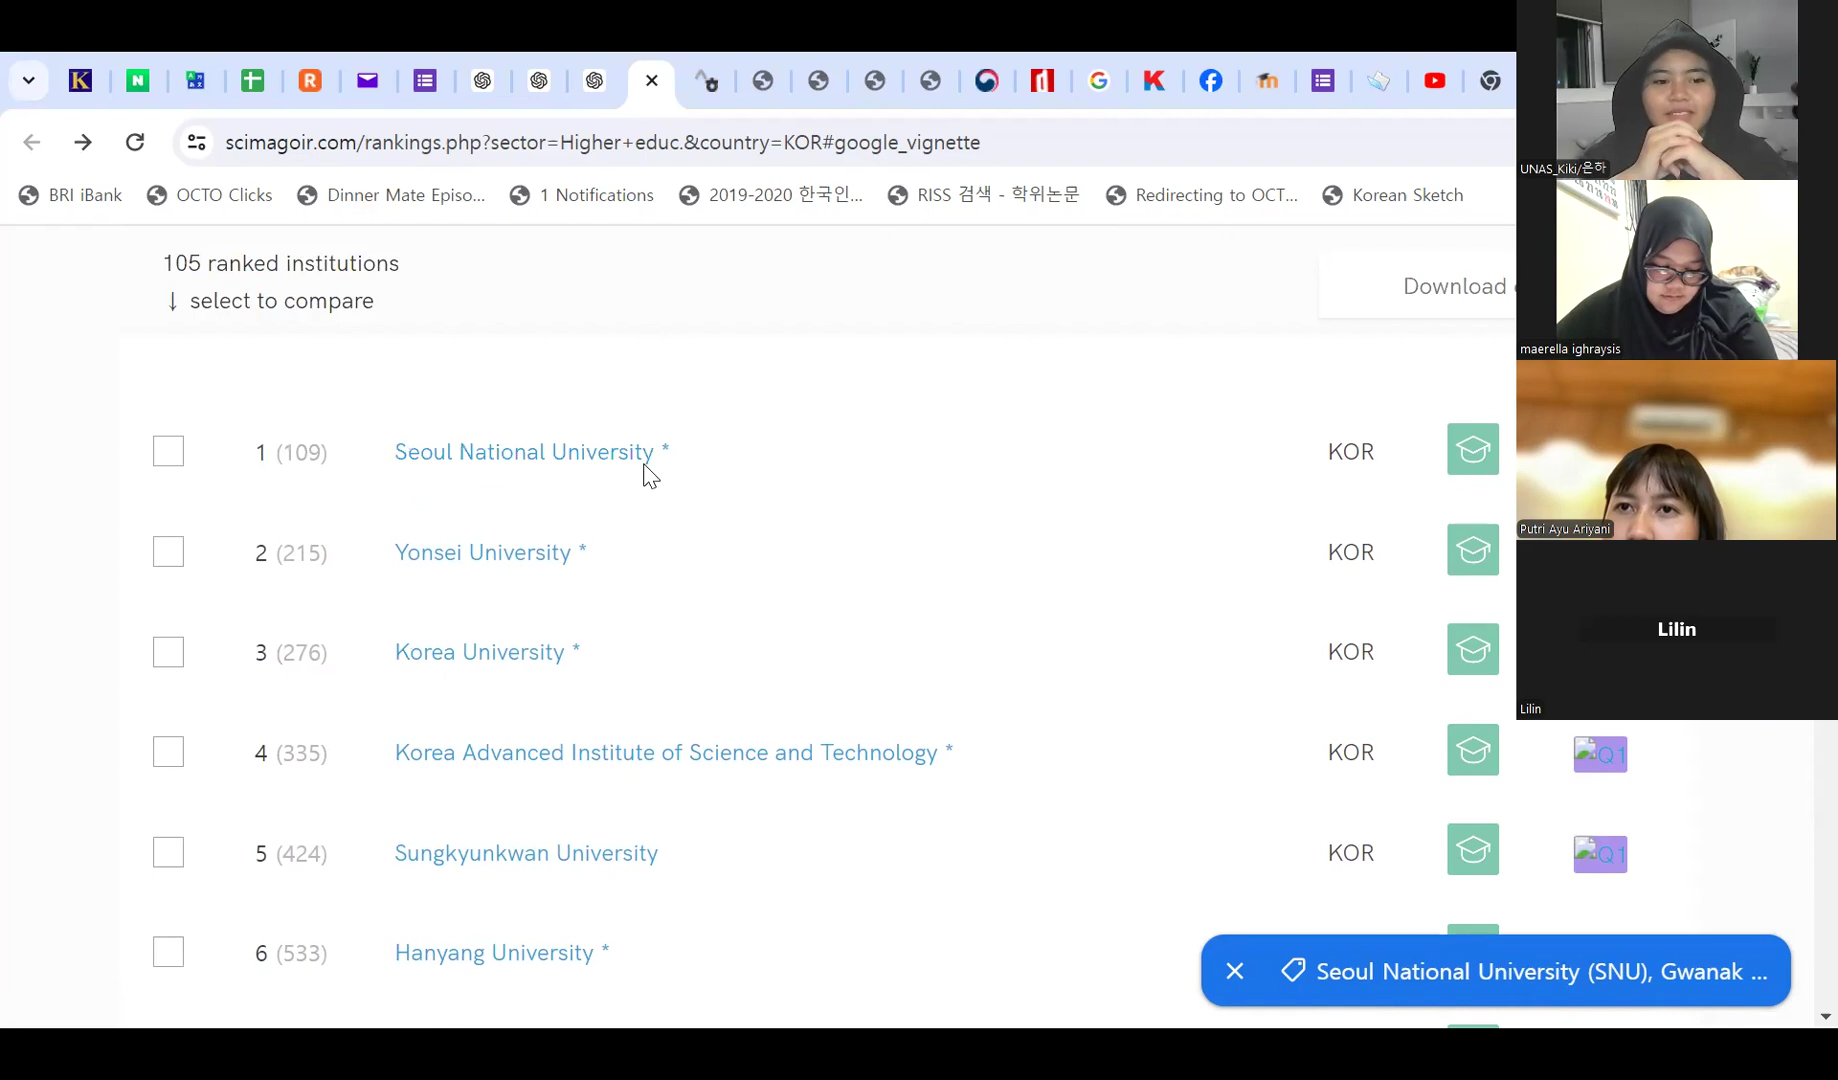 scimagoir.com/rankings.php?sector=Higher+educ.&country=KOR#google_vignette
BRI iBank
OCTO Clicks
Dinner Mate Episo...
1 Notifications
2019-2020 한국인...
RISS 검색 - 학위논문
Redirecting to OCT...
Korean Sketch
105 ranked institutions
↓ select to compare
Download
1 (109) Seoul National University * KOR
2 (215) Yonsei University * KOR
3 (276) Korea University * KOR
4 (335) Korea Advanced Institute of Science and Technology * KOR Q1
5 (424) Sungkyunkwan University KOR Q1
6 (533) Hanyang University *
Seoul National University (SNU), Gwanak ...
UNAS_Kiki/은하
maerella ighraysis
Putri Ayu Ariyani
Lilin
Lilin